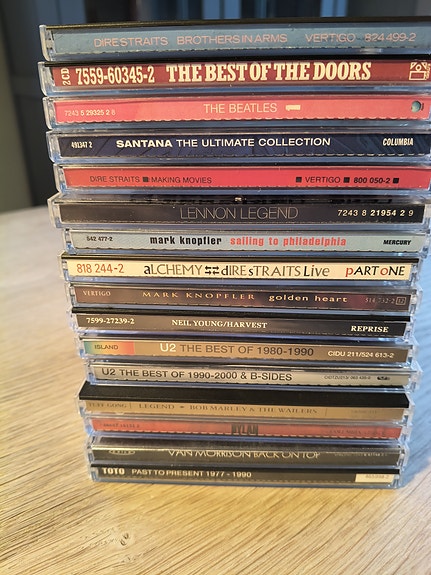 DIRE STRAITS BROTHERS IN ARMS VERTIGO 824 499-2
2 CD 7559-60345-2 THE BEST OF THE DOORS
7243 8 29325 2 8 THE BEATLES
491347 2 SANTANA THE ULTIMATE COLLECTION COLUMBIA
DIRE STRAITS ■ MAKING MOVIES ■ VERTIGO ■ 800 050-2 ■
LENNON LEGEND 7243 8 21954 2 9
542 477-2 mark knopfler sailing to philadelphia MERCURY
818 244-2 aLCHEMY dIRE sTRAITS Live pARTONE
VERTIGO MARK KNOPFLER golden heart
7599-27239-2 NEIL YOUNG/HARVEST REPRISE
ISLAND U2 THE BEST OF 1980-1990 CIDU 211/524 613-2
U2 THE BEST OF 1990-2000 & B-SIDES
TUFF GONG LEGEND BOB MARLEY & THE WAILERS
VAN MORRISON BACK ON TOP
TOTO PAST TO PRESENT 1977 - 1990